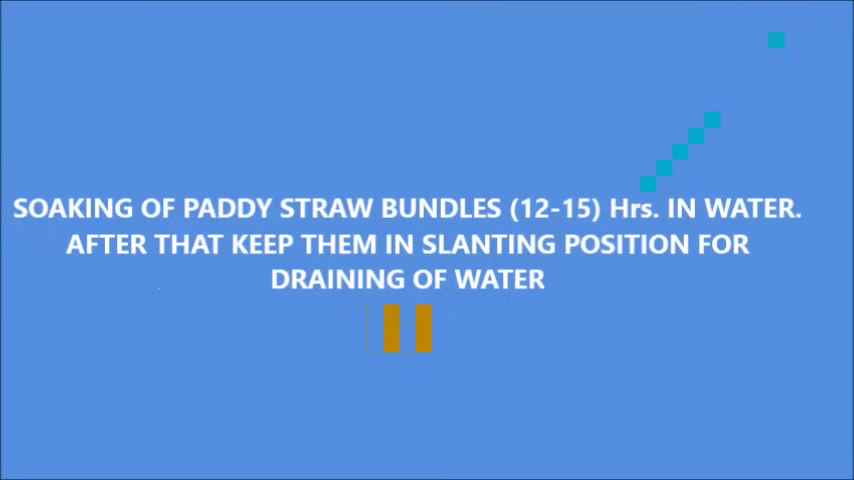 SOAKING OF PADDY STRAW BUNDLES (12-15) Hrs. IN WATER.
AFTER THAT KEEP THEM IN SLANTING POSITION FOR
DRAINING OF WATER